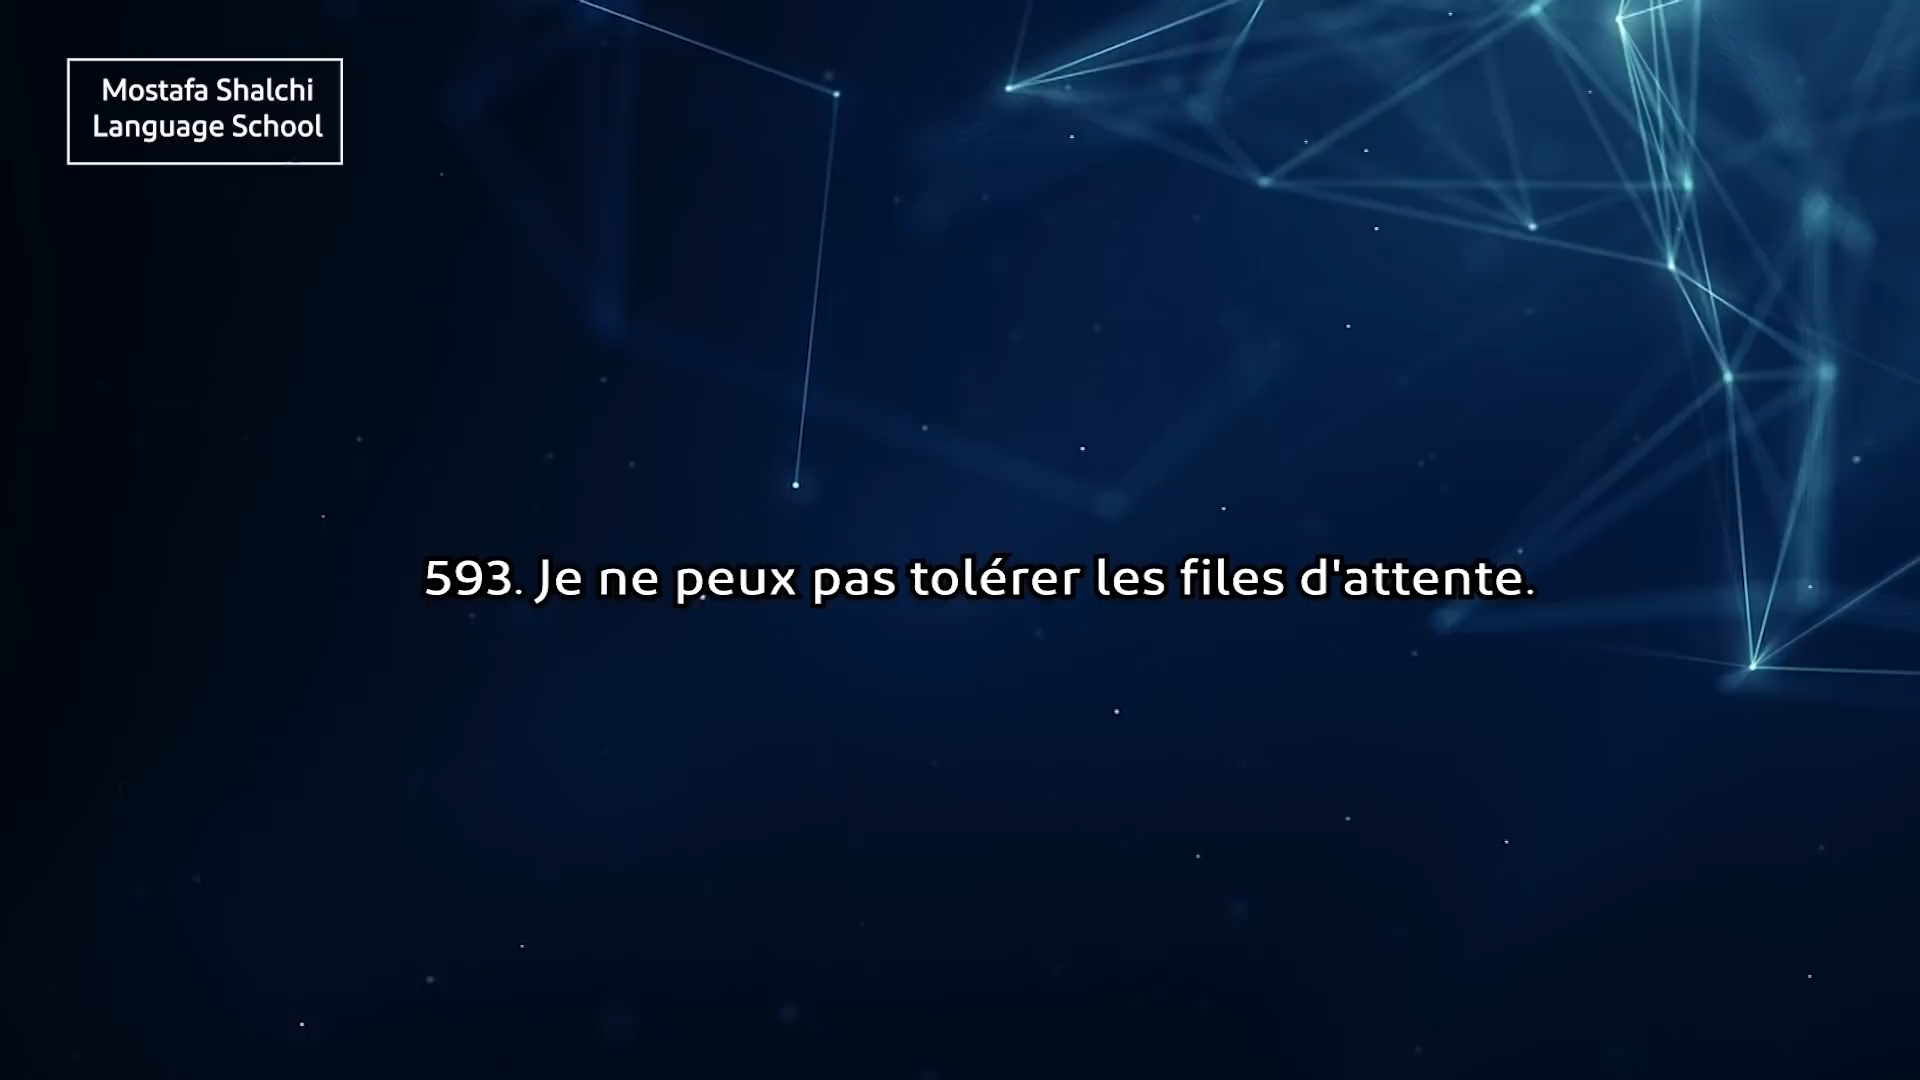 Mostafa Shalchi
Language School
593. Je ne peux pas tolérer les files d'attente.